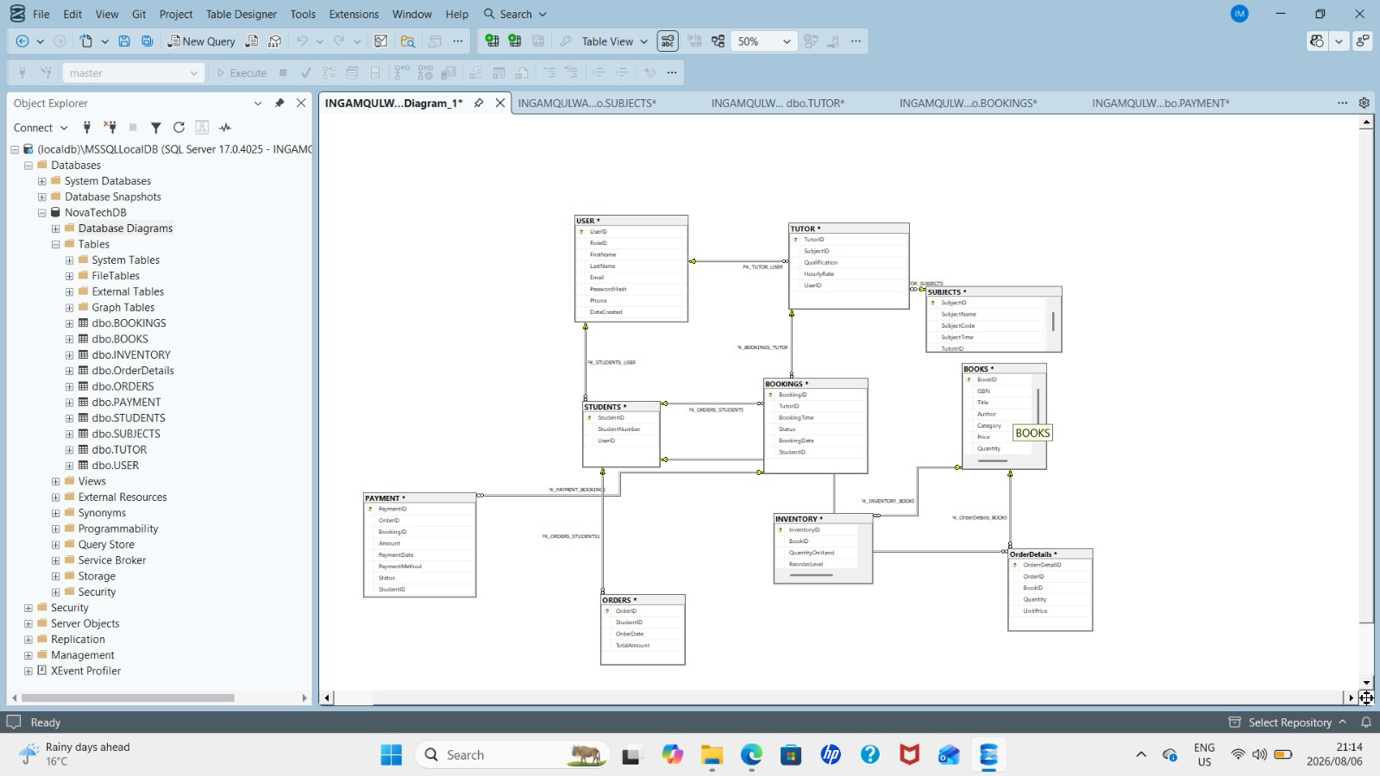 File Edit View Git Project Table Designer Tools Extensions Window Help Search IM
New Query Table View 50%
master Execute
Object Explorer
Connect
(localdb)\MSSQLLocalDB (SQL Server 17.0.4025 - INGAMO
Databases
System Databases
Database Snapshots
NovaTechDB
Database Diagrams
Tables
System Tables
FileTables
External Tables
Graph Tables
dbo.BOOKINGS
dbo.BOOKS
dbo.INVENTORY
dbo.OrderDetails
dbo.ORDERS
dbo.PAYMENT
dbo.STUDENTS
dbo.SUBJECTS
dbo.TUTOR
dbo.USER
Views
External Resources
Synonyms
Programmability
Query Store
Service Broker
Storage
Security
Security
Server Objects
Replication
Management
XEvent Profiler
INGAMQULW...Diagram_1* INGAMQULWA...o.SUBJECTS* INGAMQULW... dbo.TUTOR* INGAMQULW...o.BOOKINGS* INGAMQULW...bo.PAYMENT*
USER *
UserID
RoleID
FirstName
LastName
Email
PasswordHash
Phone
DateCreated
FK_TUTOR_USER
TUTOR *
TutorID
SubjectID
Qualification
HourlyRate
UserID
OR_SUBJECTS
SUBJECTS *
SubjectID
SubjectName
SubjectCode
SubjectTime
TutorID
FK_STUDENTS_USER
FK_BOOKINGS_TUTOR
BOOKS *
BookID
ISBN
Title
Author
Category
Price
Quantity
BOOKS
STUDENTS *
StudentID
StudentNumber
UserID
FK_ORDERS_STUDENTS
BOOKINGS *
BookingID
TutorID
BookingTime
Status
BookingDate
StudentID
FK_PAYMENT_BOOKINGS
PAYMENT *
PaymentID
OrderID
BookingID
Amount
PaymentDate
PaymentMethod
Status
StudentID
FK_ORDERS_STUDENTS1
FK_INVENTORY_BOOKS
FK_OrderDetails_BOOKS
INVENTORY *
InventoryID
BookID
QuantityOnHand
ReorderLevel
OrderDetails *
OrderDetailID
OrderID
BookID
Quantity
UnitPrice
ORDERS *
OrderID
StudentID
OrderDate
TotalAmount
Ready Select Repository
Rainy days ahead
16°C
Search
ENG
US
21:14
2026/08/06